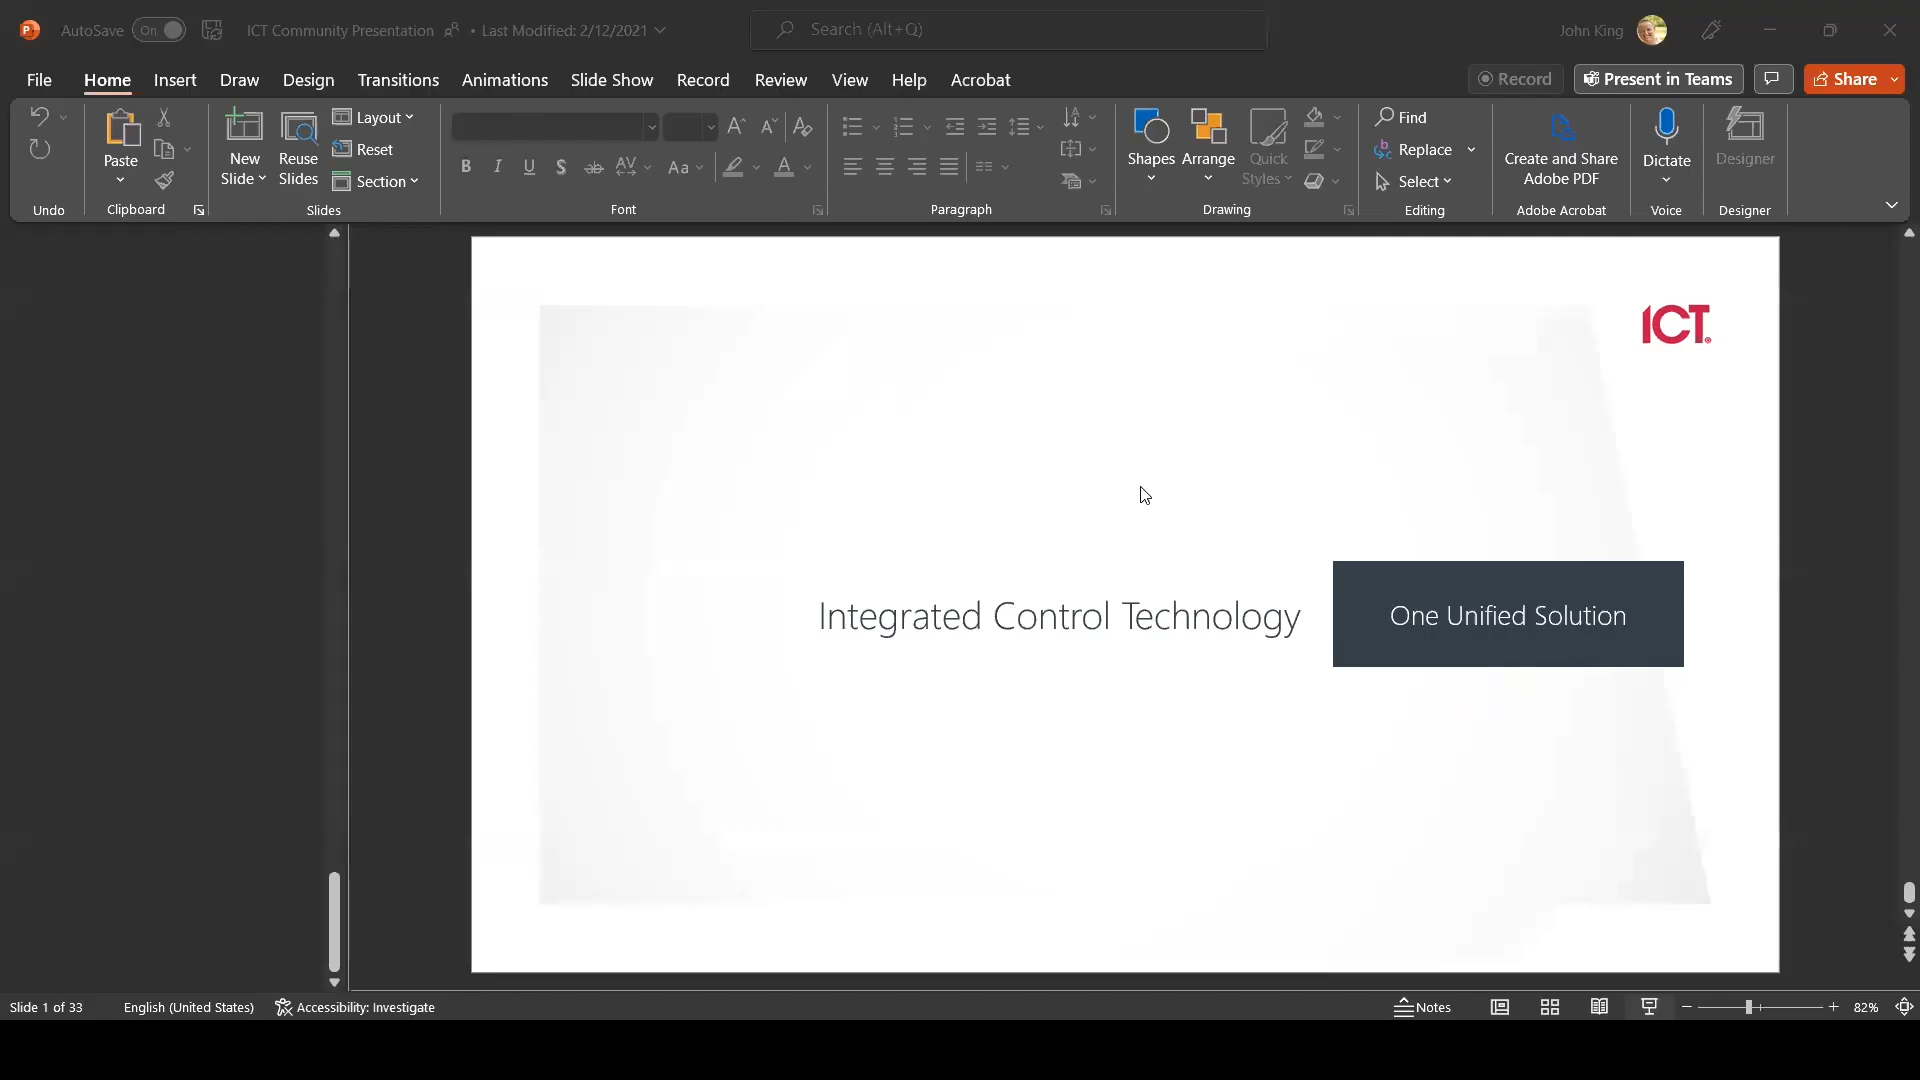 AutoSave On ICT Community Presentation • Last Modified: 2/12/2021 Search (Alt+Q) John King
File Home Insert Draw Design Transitions Animations Slide Show Record Review View Help Acrobat Record Present in Teams Share
Paste
New Slide
Reuse Slides
Layout
Reset
Section
B I U S ab AV Aa A
Shapes
Arrange
Quick Styles
Find
Replace
Select
Create and Share Adobe PDF
Dictate
Designer
Undo Clipboard Slides Font Paragraph Drawing Editing Adobe Acrobat Voice Designer
ICT®
Integrated Control Technology
One Unified Solution
Slide 1 of 33 English (United States) Accessibility: Investigate Notes 82%